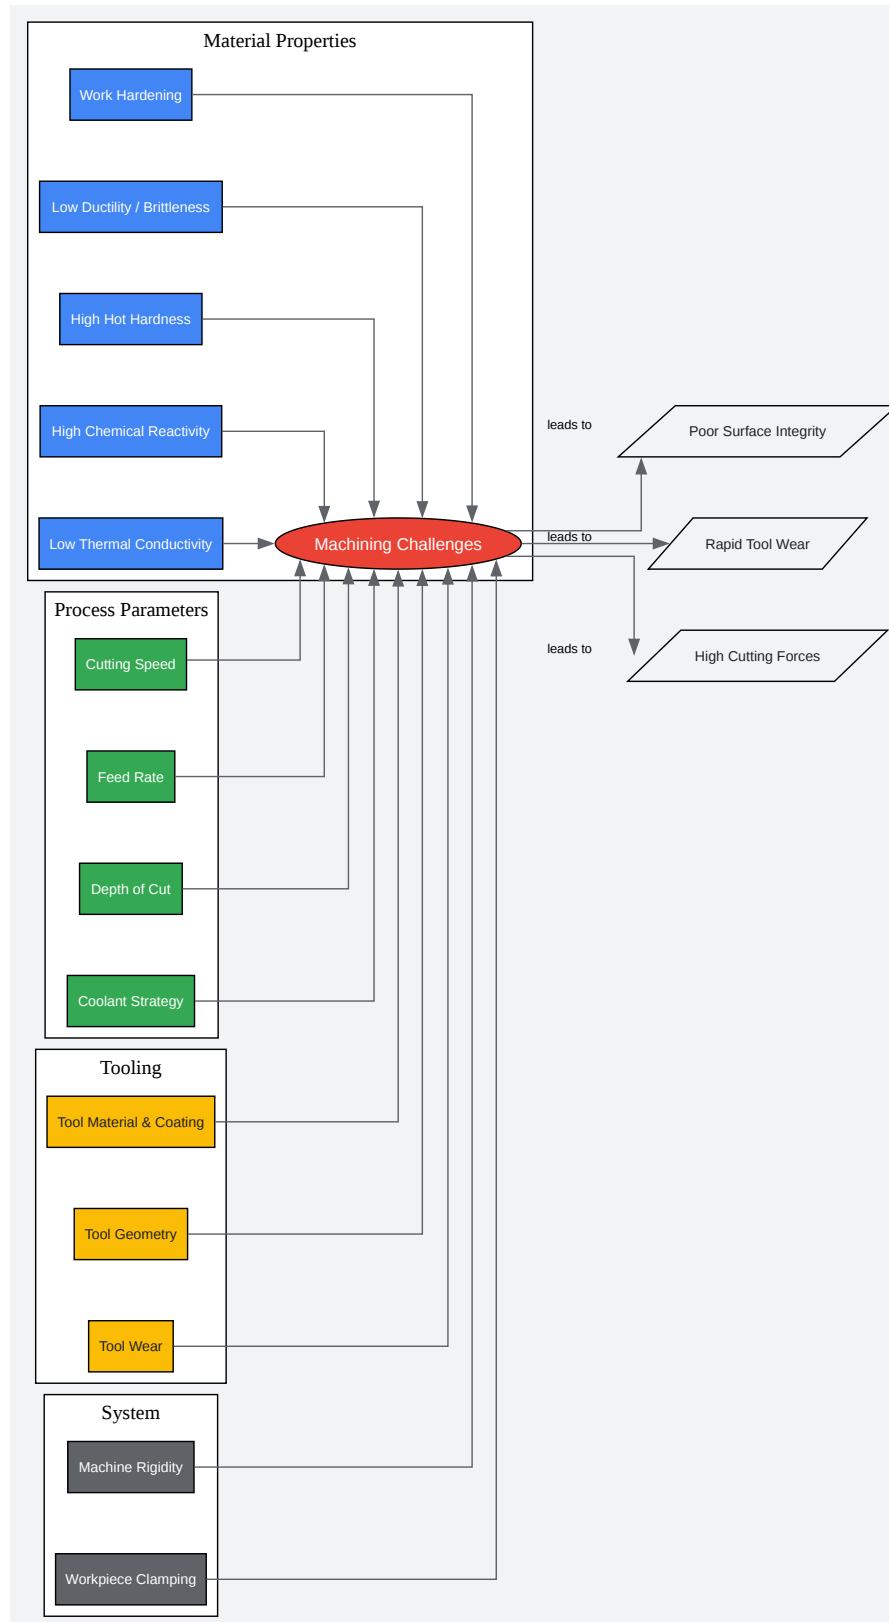 Material Properties
Work Hardening
Low Ductility / Brittleness
High Hot Hardness
High Chemical Reactivity
Low Thermal Conductivity
Machining Challenges
leads to
Poor Surface Integrity
leads to
Rapid Tool Wear
leads to
High Cutting Forces
Process Parameters
Cutting Speed
Feed Rate
Depth of Cut
Coolant Strategy
Tooling
Tool Material & Coating
Tool Geometry
Tool Wear
System
Machine Rigidity
Workpiece Clamping